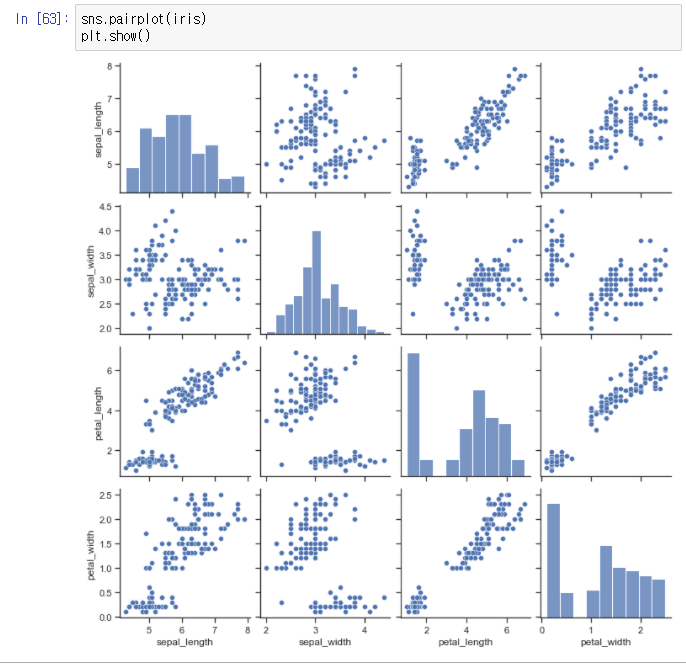 In [63]: sns.pairplot(iris)
plt.show()
8
7
6
5
sepal_length
4.5
4.0
3.5
3.0
2.5
2.0
sepal_width
6
4
2
petal_length
2.5
2.0
1.5
1.0
0.5
0.0
petal_width
5 6 7 8
sepal_length
2 3 4
sepal_width
2 4 6
petal_length
0 1 2
petal_width